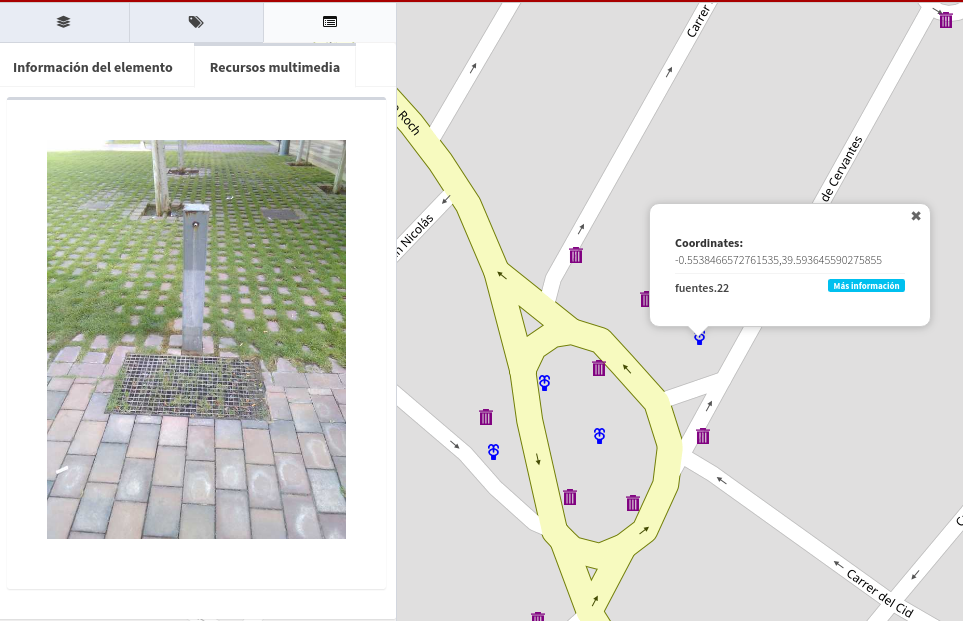 Información del elemento
Recursos multimedia
Roch
Nicolás
Carrer
de Cervantes
Coordinates:
-0.5538466572761535,39.593645590275855
fuentes.22
Más información
Carrer del Cid
C